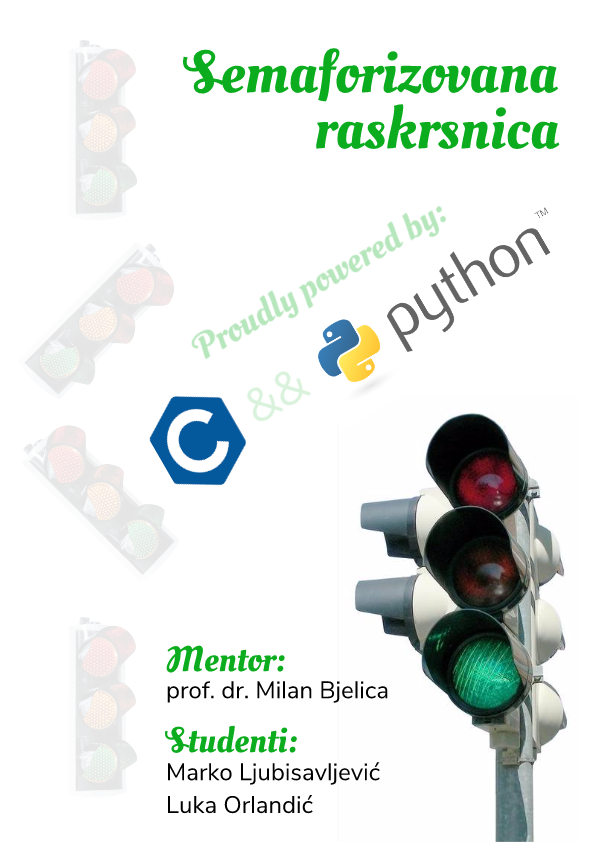 Semaforizovana
raskrsnica
Proudly powered by:
python™
&&
C
Mentor:
prof. dr. Milan Bjelica
Studenti:
Marko Ljubisavljević
Luka Orlandić